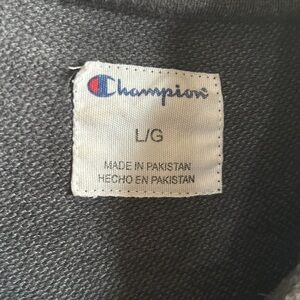 Champion
L/G
MADE IN PAKISTAN
HECHO EN PAKISTAN